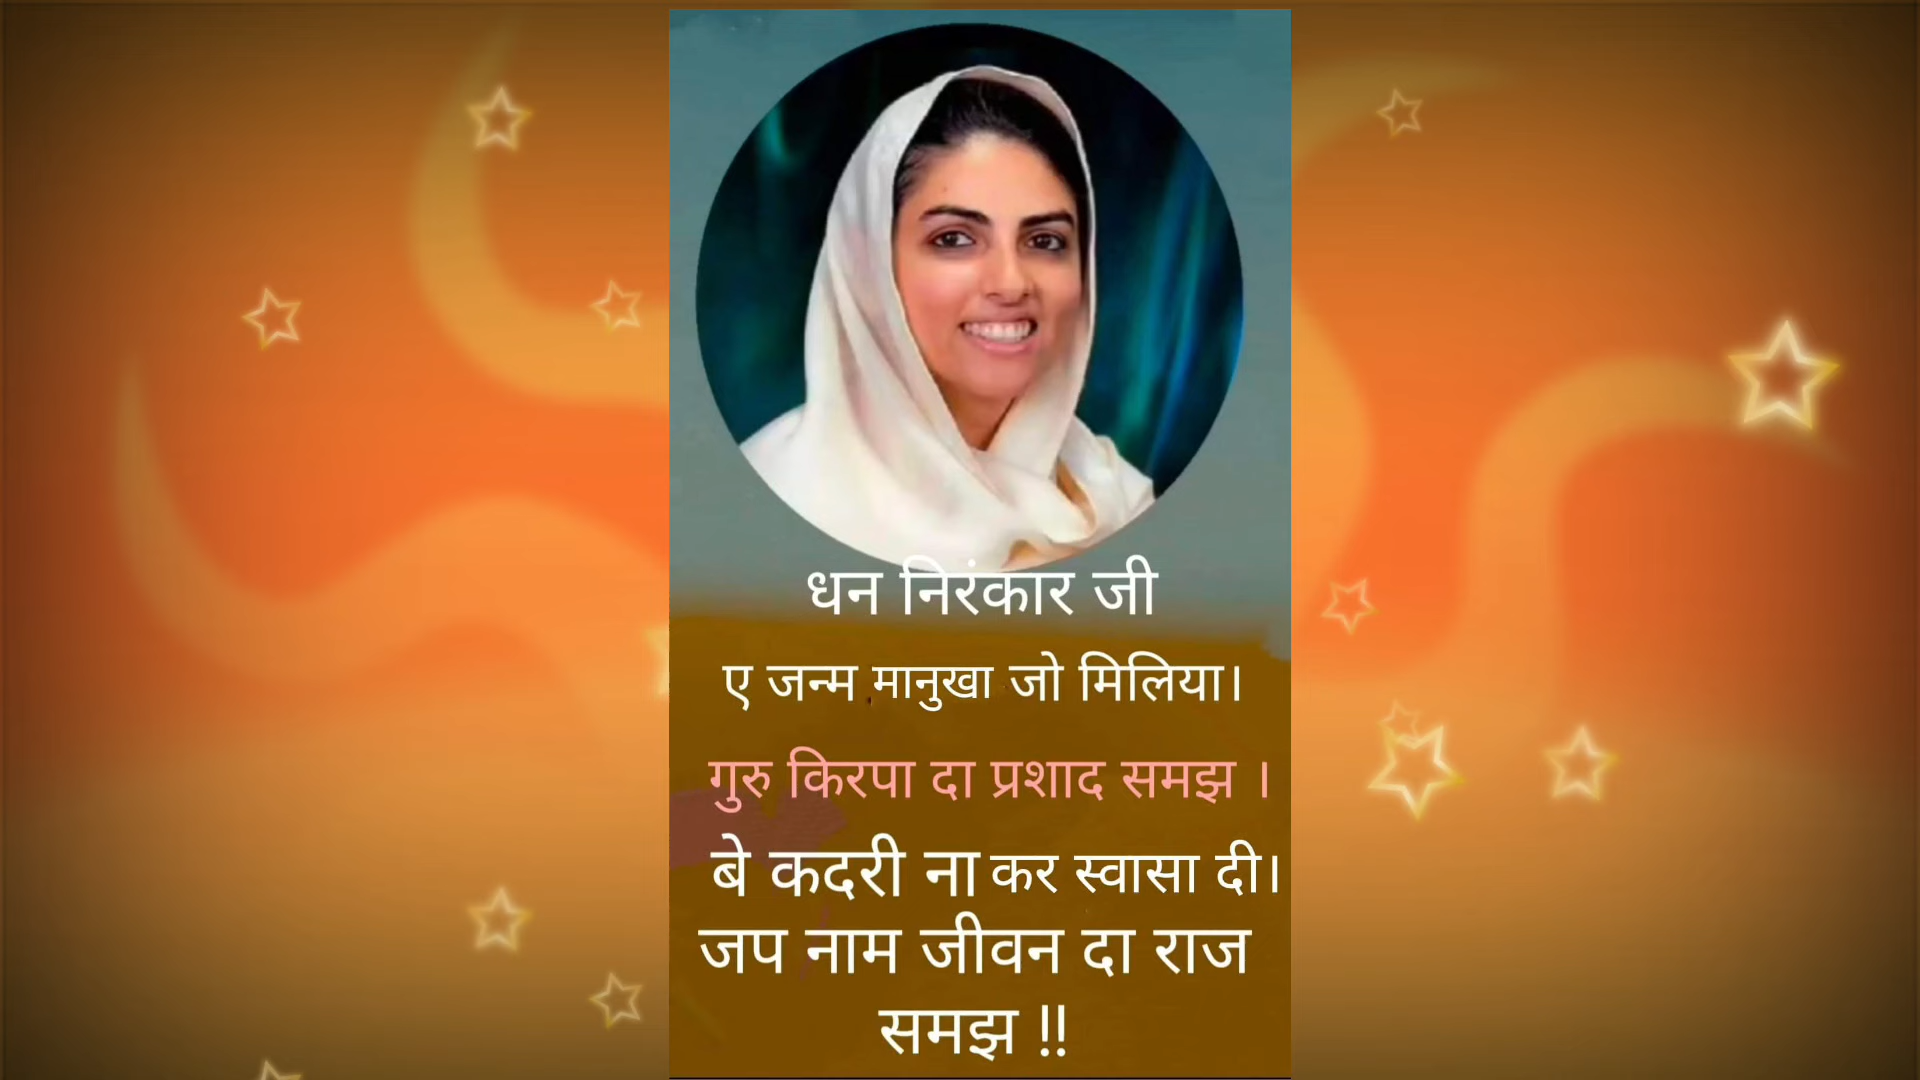 धन निरंकार जी
ए जन्म मानुखा जो मिलिया।
गुरु किरपा दा प्रशाद समझ ।
बे कदरी ना कर स्वासा दी।
जप नाम जीवन दा राज
समझ !!